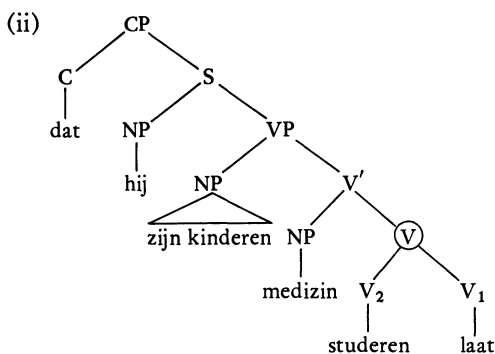 (ii)
CP
C S
dat NP VP
hij NP V′
zijn kinderen NP V
medizin V₂ V₁
studeren laat